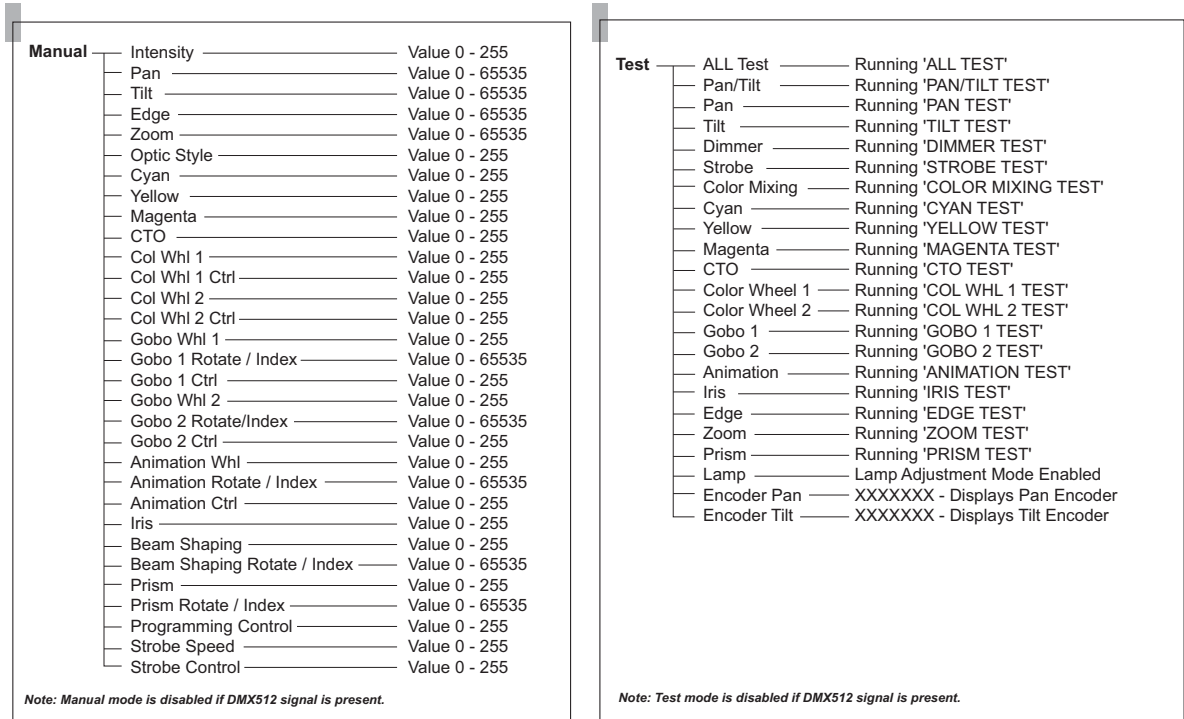 Manual
Intensity Value 0 - 255
Pan Value 0 - 65535
Tilt Value 0 - 65535
Edge Value 0 - 65535
Zoom Value 0 - 65535
Optic Style Value 0 - 255
Cyan Value 0 - 255
Yellow Value 0 - 255
Magenta Value 0 - 255
CTO Value 0 - 255
Col Whl 1 Value 0 - 255
Col Whl 1 Ctrl Value 0 - 255
Col Whl 2 Value 0 - 255
Col Whl 2 Ctrl Value 0 - 255
Gobo Whl 1 Value 0 - 255
Gobo 1 Rotate / Index Value 0 - 65535
Gobo 1 Ctrl Value 0 - 255
Gobo Whl 2 Value 0 - 255
Gobo 2 Rotate/Index Value 0 - 65535
Gobo 2 Ctrl Value 0 - 255
Animation Whl Value 0 - 255
Animation Rotate / Index Value 0 - 65535
Animation Ctrl Value 0 - 255
Iris Value 0 - 255
Beam Shaping Value 0 - 255
Beam Shaping Rotate / Index Value 0 - 65535
Prism Value 0 - 255
Prism Rotate / Index Value 0 - 65535
Programming Control Value 0 - 255
Strobe Speed Value 0 - 255
Strobe Control Value 0 - 255
Note: Manual mode is disabled if DMX512 signal is present.
Test
ALL Test Running 'ALL TEST'
Pan/Tilt Running 'PAN/TILT TEST'
Pan Running 'PAN TEST'
Tilt Running 'TILT TEST'
Dimmer Running 'DIMMER TEST'
Strobe Running 'STROBE TEST'
Color Mixing Running 'COLOR MIXING TEST'
Cyan Running 'CYAN TEST'
Yellow Running 'YELLOW TEST'
Magenta Running 'MAGENTA TEST'
CTO Running 'CTO TEST'
Color Wheel 1 Running 'COL WHL 1 TEST'
Color Wheel 2 Running 'COL WHL 2 TEST'
Gobo 1 Running 'GOBO 1 TEST'
Gobo 2 Running 'GOBO 2 TEST'
Animation Running 'ANIMATION TEST'
Iris Running 'IRIS TEST'
Edge Running 'EDGE TEST'
Zoom Running 'ZOOM TEST'
Prism Running 'PRISM TEST'
Lamp Lamp Adjustment Mode Enabled
Encoder Pan XXXXXXX - Displays Pan Encoder
Encoder Tilt XXXXXXX - Displays Tilt Encoder
Note: Test mode is disabled if DMX512 signal is present.